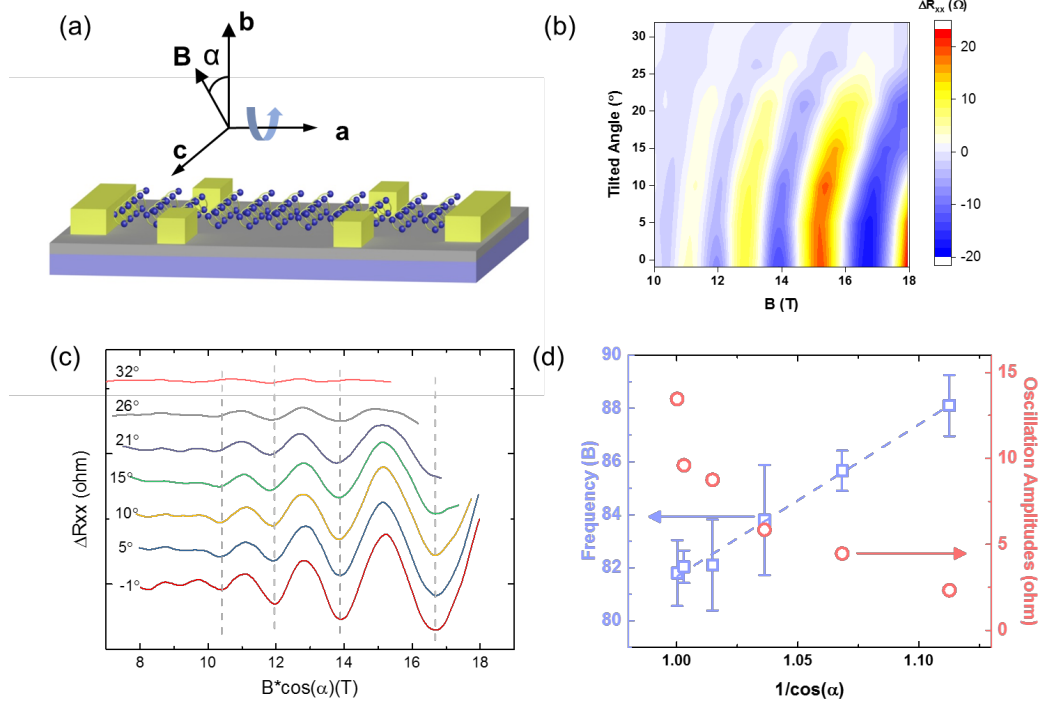 (a)
b
B
α
a
c
(b)
ΔRxx (Ω)
Tilted Angle (°)
30
25
20
15
10
5
0
10
12
14
16
18
B (T)
20
10
0
-10
-20
(c)
32°
26°
21°
15°
10°
5°
-1°
ΔRxx (ohm)
8
10
12
14
16
18
B*cos(α)(T)
(d)
90
88
86
84
82
80
Frequency (B)
15
10
5
0
Oscillation Amplitudes
(ohm)
1.00
1.05
1.10
1/cos(α)